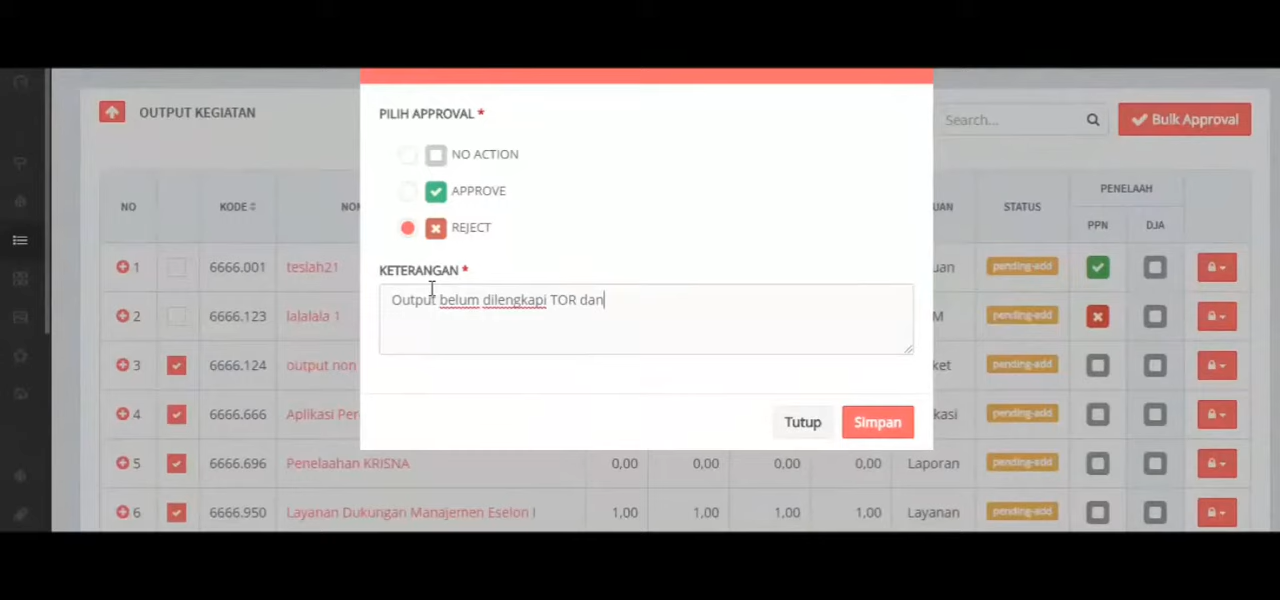 OUTPUT KEGIATAN
Search...
Bulk Approval
PILIH APPROVAL *
NO ACTION
APPROVE
REJECT
KETERANGAN *
Output belum dilengkapi TOR dan
Tutup
Simpan
NO KODE STATUS PENELAAH
PPN DJA
1 6666.001 teslah21 pending-add
2 6666.123 lalalala 1 pending-add
3 6666.124 output non pending-add
4 6666.666 Aplikasi pending-add
5 6666.696 Penelaahan KRISNA 0,00 0,00 0,00 0,00 Laporan pending-add
6 6666.950 Layanan Dukungan Manajemen Eselon I 1,00 1,00 1,00 1,00 Layanan pending-add